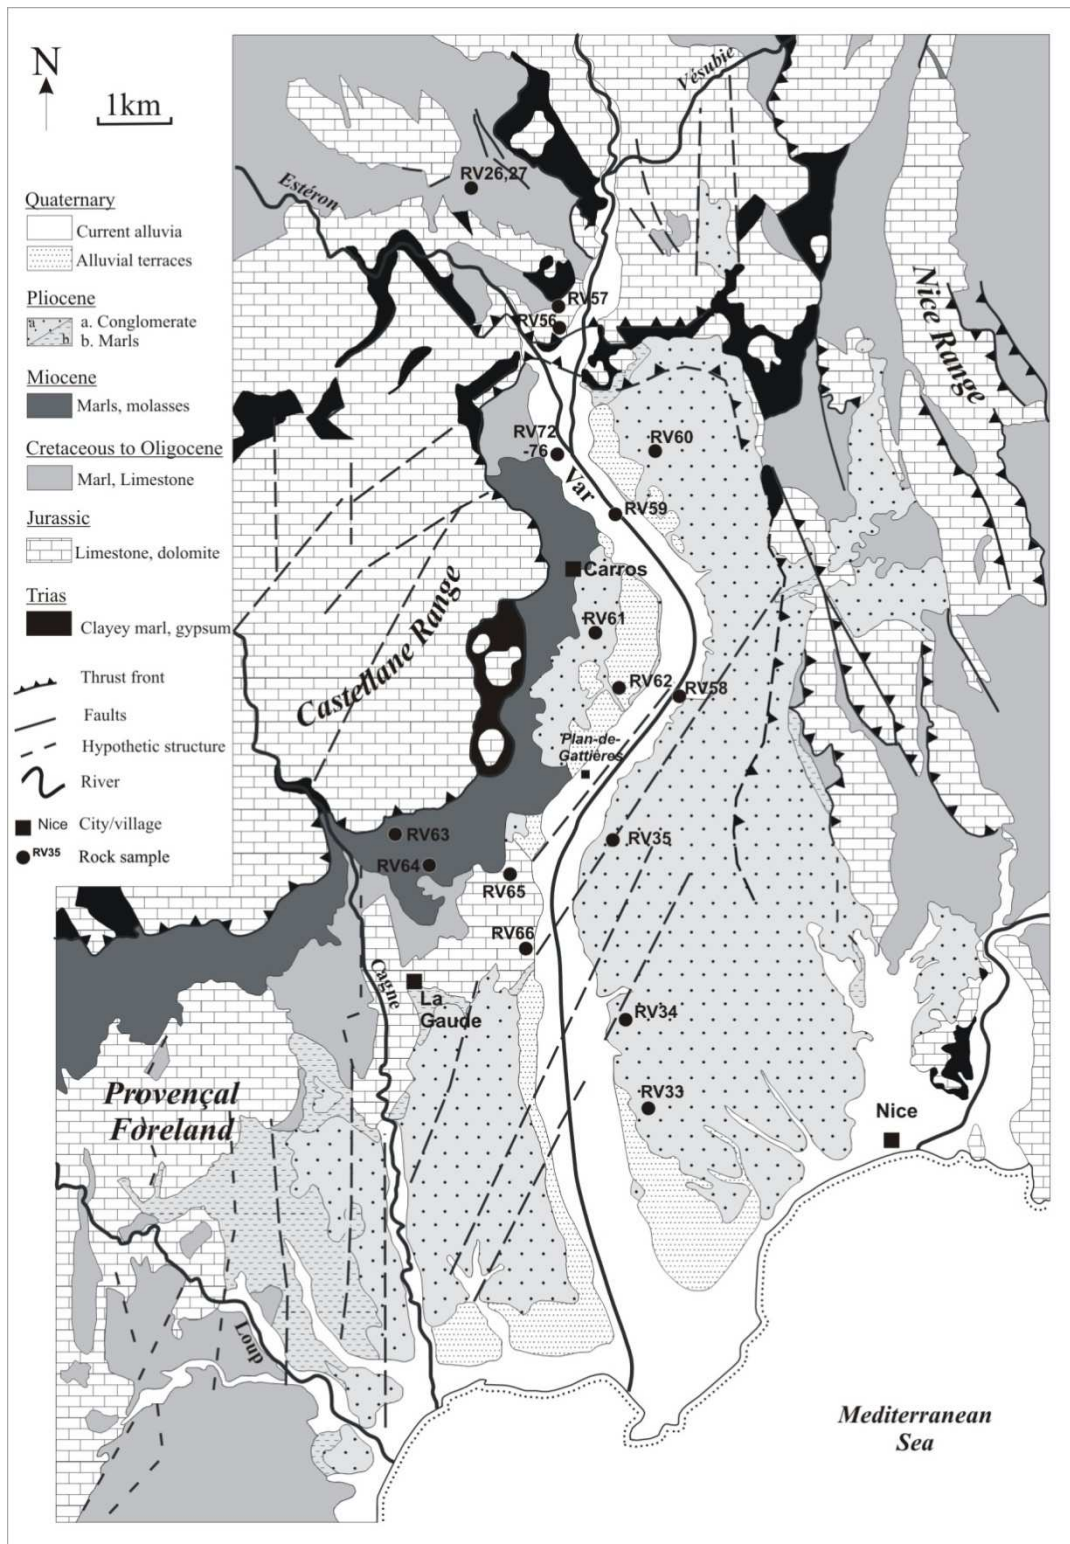 N
1km
Quaternary
Current alluvia
Alluvial terraces
Pliocene
a
b
a. Conglomerate
b. Marls
Miocene
Marls, molasses
Cretaceous to Oligocene
Marl, Limestone
Jurassic
Limestone, dolomite
Trias
Clayey marl, gypsum
Thrust front
Faults
Hypothetic structure
River
Nice City/village
RV35 Rock sample
Vésubie
Estéron
RV26,27
RV57
RV56
Nice Range
RV72
-76
RV60
Var
RV59
Carros
RV61
Castellane Range
RV62
RV58
Plan-de-
Gattières
RV63
RV35
RV64
RV65
RV66
Cagne
La
Gaude
RV34
Provençal
Foreland
RV33
Nice
Loup
Mediterranean
Sea